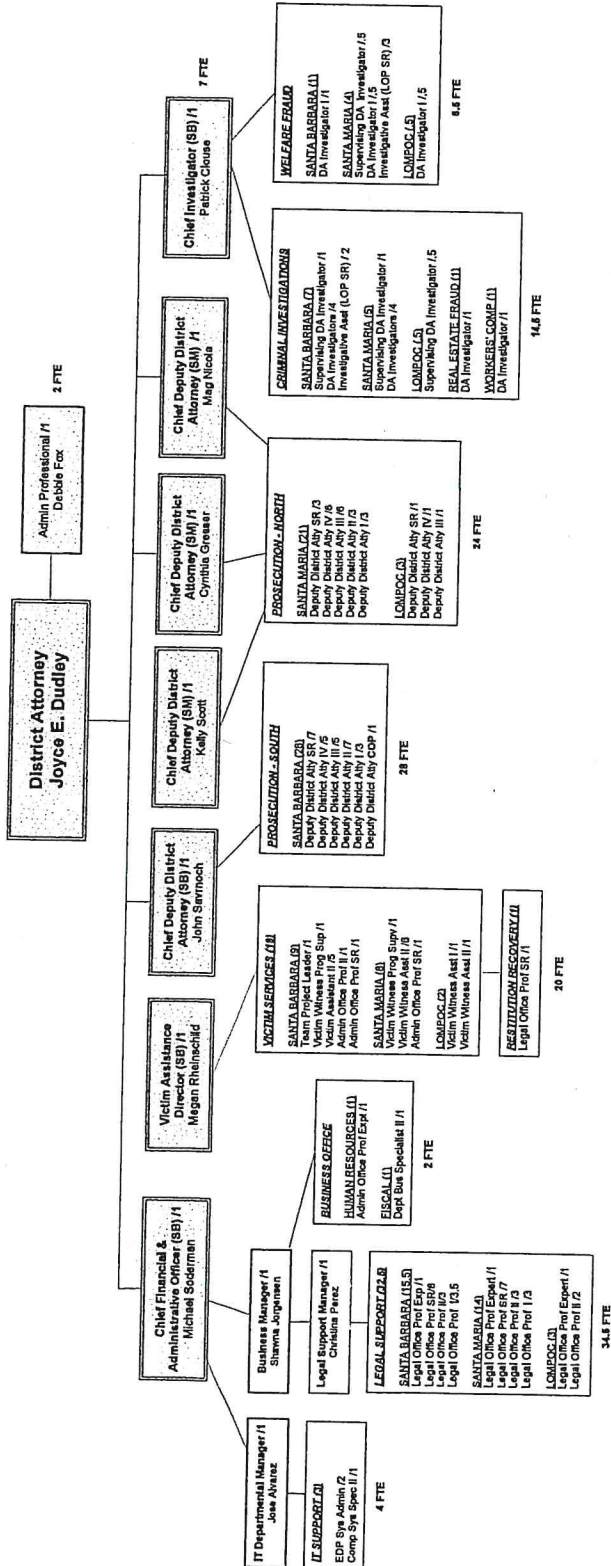 District Attorney
Joyce E. Dudley
Admin Professional /1
Debbie Fox
2 FTE
Chief Financial &
Administrative Officer (SB) /1
Michael Soderman
Victim Assistance
Director (SB) /1
Megan Rheinschild
Chief Deputy District
Attorney (SB) /1
John Savrnoch
Chief Deputy District
Attorney (SM) /1
Kelly Scott
Chief Deputy District
Attorney (SM) /1
Cynthia Gresser
Chief Deputy District
Attorney (SM) /1
Mag Nicola
Chief Investigator (SB) /1
Patrick Clouse
7 FTE
IT Departmental Manager /1
Jose Alvarez
IT SUPPORT (3)
EDP Sys Admin /2
Comp Sys Spec II /1
4 FTE
Business Manager /1
Shawna Jorgensen
Legal Support Manager /1
Christina Perez
LEGAL SUPPORT (32.5)
SANTA BARBARA (15.5)
Legal Office Prof Exp /1
Legal Office Prof SR/8
Legal Office Prof II/3
Legal Office Prof I/3.5
SANTA MARIA (14)
Legal Office Prof Expert /1
Legal Office Prof SR /7
Legal Office Prof II /3
Legal Office Prof I /3
LOMPOC (3)
Legal Office Prof Expert /1
Legal Office Prof II /2
34.5 FTE
BUSINESS OFFICE
HUMAN RESOURCES (1)
Admin Office Prof Expt /1
FISCAL (1)
Dept Bus Specialist II /1
2 FTE
VICTIM SERVICES (19)
SANTA BARBARA (9)
Team Project Leader /1
Victim Witness Prog Sup /1
Victim Assistant II /5
Admin Office Prof II /1
Admin Office Prof SR /1
SANTA MARIA (8)
Victim Witness Prog Supv /1
Victim Witness Asst II /6
Admin Office Prof SR /1
LOMPOC (2)
Victim Witness Asst I /1
Victim Witness Asst II /1
RESTITUTION RECOVERY (1)
Legal Office Prof SR /1
20 FTE
PROSECUTION - SOUTH
SANTA BARBARA (28)
Deputy District Atty SR /7
Deputy District Atty IV /5
Deputy District Atty III /5
Deputy District Atty II /7
Deputy District Atty I /3
Deputy District Atty COP /1
28 FTE
PROSECUTION - NORTH
SANTA MARIA (21)
Deputy District Atty SR /3
Deputy District Atty IV /6
Deputy District Atty III /6
Deputy District Atty II /3
Deputy District Atty I /3
LOMPOC (3)
Deputy District Atty SR /1
Deputy District Atty IV /1
Deputy District Atty III /1
24 FTE
CRIMINAL INVESTIGATIONS
SANTA BARBARA (7)
Supervising DA Investigator /1
DA Investigators /4
Investigative Asst (LOP SR) / 2
SANTA MARIA (5)
Supervising DA Investigator /1
DA Investigators /4
LOMPOC (.5)
Supervising DA Investigator /.5
REAL ESTATE FRAUD (1)
DA Investigator /1
WORKERS' COMP (1)
DA Investigator /1
14.5 FTE
WELFARE FRAUD
SANTA BARBARA (1)
DA Investigator I /1
SANTA MARIA (4)
Supervising DA Investigator /.5
DA Investigator I /.5
Investigative Asst (LOP SR) /3
LOMPOC (.5)
DA Investigator I /.5
5.5 FTE